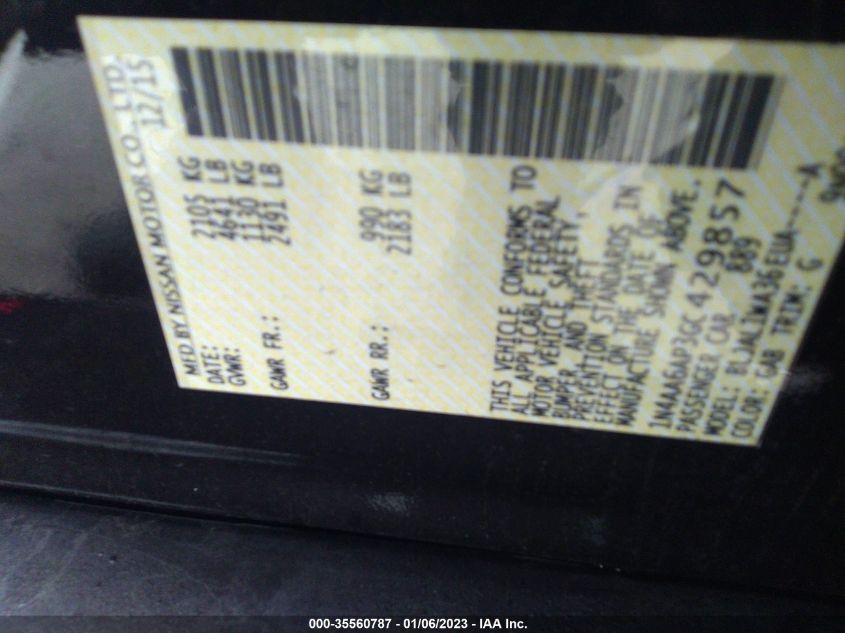 MFD BY NISSAN MOTOR CO., LTD.
DATE: 12/15
GVWR: 2105 KG
4641 LB
GAWR FR.: 1130 KG
2491 LB
GAWR RR.: 990 KG
2183 LB
THIS VEHICLE CONFORMS TO
ALL APPLICABLE FEDERAL
MOTOR VEHICLE SAFETY,
BUMPER, AND THEFT
PREVENTION STANDARDS IN
EFFECT ON THE DATE OF
MANUFACTURE SHOWN ABOVE.
1N4AA6AP3GC429857
PASSENGER CAR 889
MODEL: BLJALIWA36EUA-----A
COLOR: GAB TRIM: G
000-35560787 - 01/06/2023 - IAA Inc.